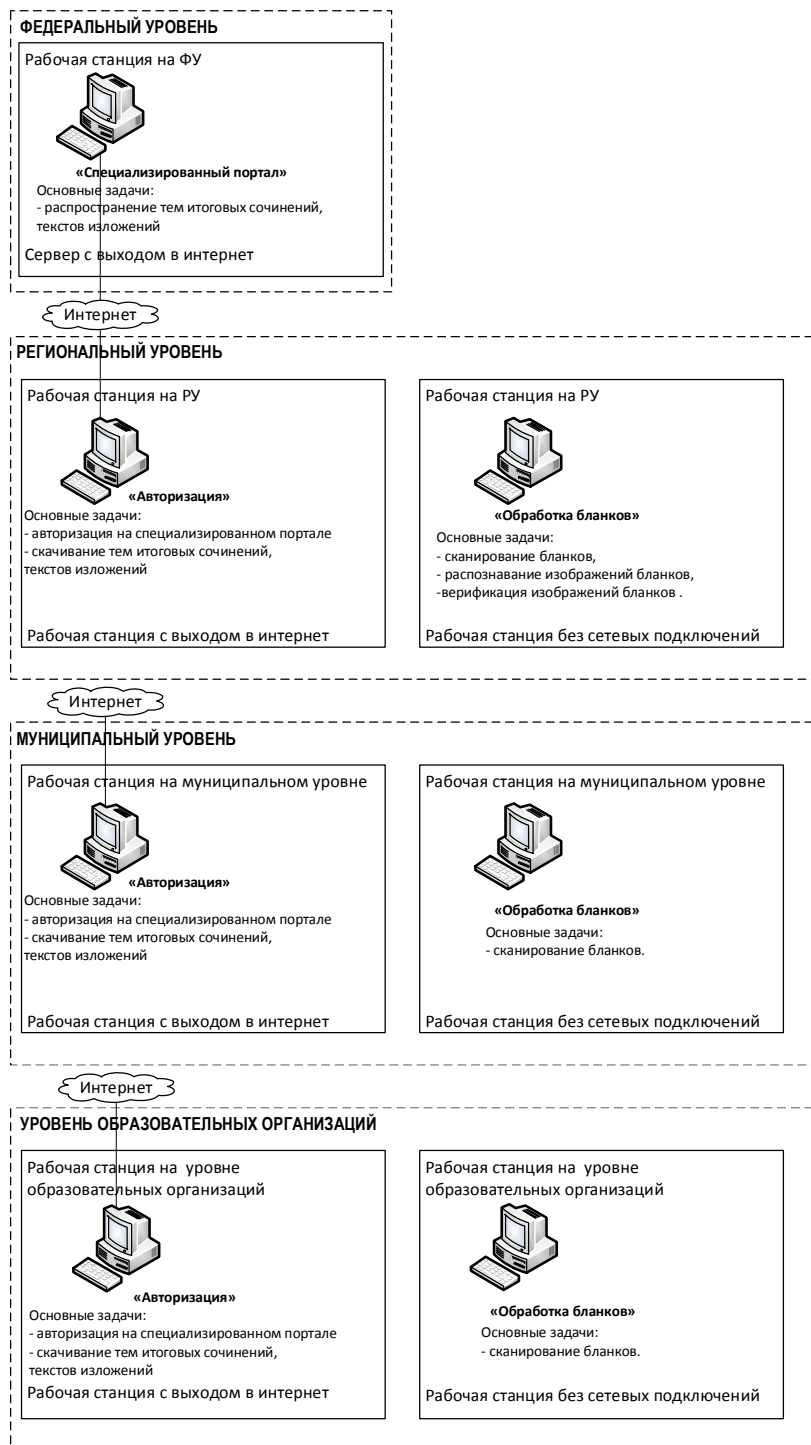 ФЕДЕРАЛЬНЫЙ УРОВЕНЬ
Рабочая станция на ФУ
«Специализированный портал»
Основные задачи:
- распространение тем итоговых сочинений,
текстов изложений
Сервер с выходом в интернет
Интернет
РЕГИОНАЛЬНЫЙ УРОВЕНЬ
Рабочая станция на РУ
«Авторизация»
Основные задачи:
- авторизация на специализированном портале
- скачивание тем итоговых сочинений,
текстов изложений
Рабочая станция с выходом в интернет
Рабочая станция на РУ
«Обработка бланков»
Основные задачи:
- сканирование бланков,
- распознавание изображений бланков,
-верификация изображений бланков .
Рабочая станция без сетевых подключений
Интернет
МУНИЦИПАЛЬНЫЙ УРОВЕНЬ
Рабочая станция на муниципальном уровне
«Авторизация»
Основные задачи:
- авторизация на специализированном портале
- скачивание тем итоговых сочинений,
текстов изложений
Рабочая станция с выходом в интернет
Рабочая станция на муниципальном уровне
«Обработка бланков»
Основные задачи:
- сканирование бланков.
Рабочая станция без сетевых подключений
Интернет
УРОВЕНЬ ОБРАЗОВАТЕЛЬНЫХ ОРГАНИЗАЦИЙ
Рабочая станция на уровне
образовательных организаций
«Авторизация»
Основные задачи:
- авторизация на специализированном портале
- скачивание тем итоговых сочинений,
текстов изложений
Рабочая станция с выходом в интернет
Рабочая станция на уровне
образовательных организаций
«Обработка бланков»
Основные задачи:
- сканирование бланков.
Рабочая станция без сетевых подключений